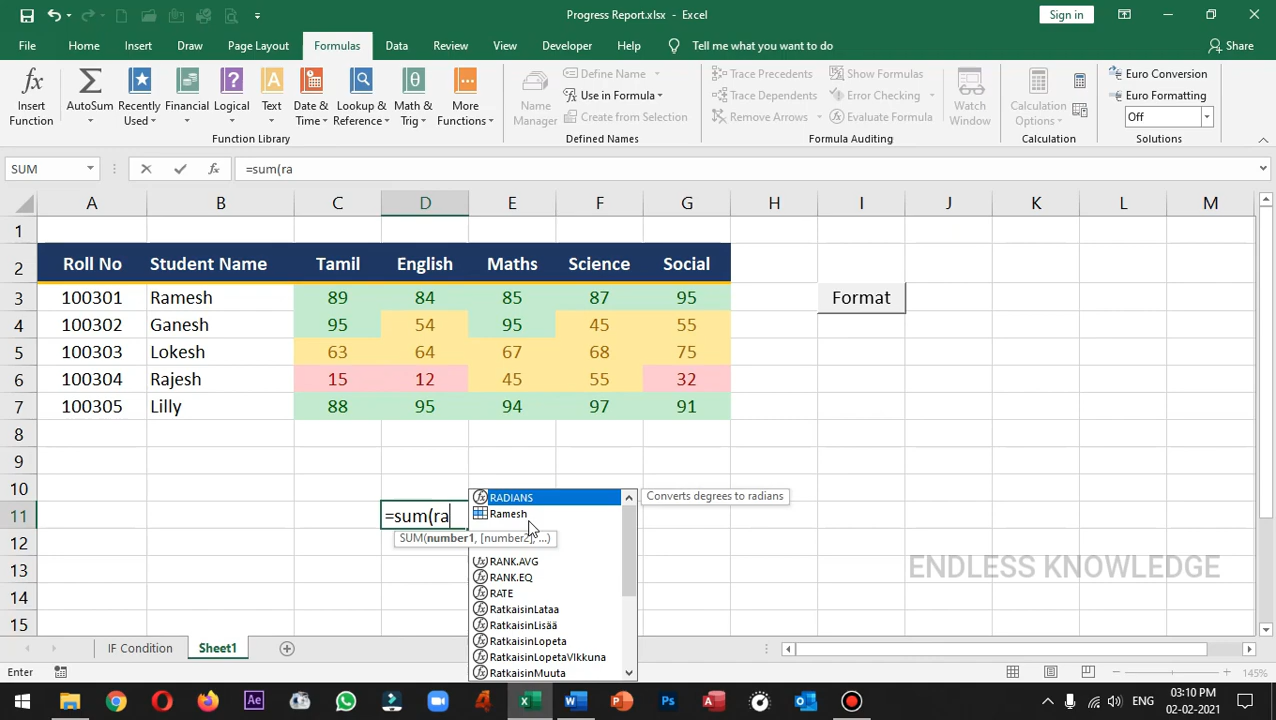 Progress Report.xlsx - Excel
Sign in
File Home Insert Draw Page Layout Formulas Data Review View Developer Help Tell me what you want to do Share
Insert Function
AutoSum
Recently Used
Financial
Logical
Text
Date & Time
Lookup & Reference
Math & Trig
More Functions
Function Library
Name Manager
Define Name
Use in Formula
Create from Selection
Defined Names
Trace Precedents
Trace Dependents
Remove Arrows
Show Formulas
Error Checking
Evaluate Formula
Formula Auditing
Watch Window
Calculation Options
Calculation
Euro Conversion
Euro Formatting
Off
Solutions
SUM fx =sum(ra
A B C D E F G H I J K L M
1
2 Roll No Student Name Tamil English Maths Science Social
3 100301 Ramesh 89 84 85 87 95 Format
4 100302 Ganesh 95 54 95 45 55
5 100303 Lokesh 63 64 67 68 75
6 100304 Rajesh 15 12 45 55 32
7 100305 Lilly 88 95 94 97 91
8
9
10
11 =sum(ra
12
13
14
15
SUM(number1, [number2], ...)
RADIANS
Converts degrees to radians
Ramesh
RANK.AVG
RANK.EQ
RATE
RatkaisinLataa
RatkaisinLisää
RatkaisinLopeta
RatkaisinLopetaVIkkuna
RatkaisinMuuta
ENDLESS KNOWLEDGE
IF Condition Sheet1
Enter
145%
ENG
03:10 PM
02-02-2021